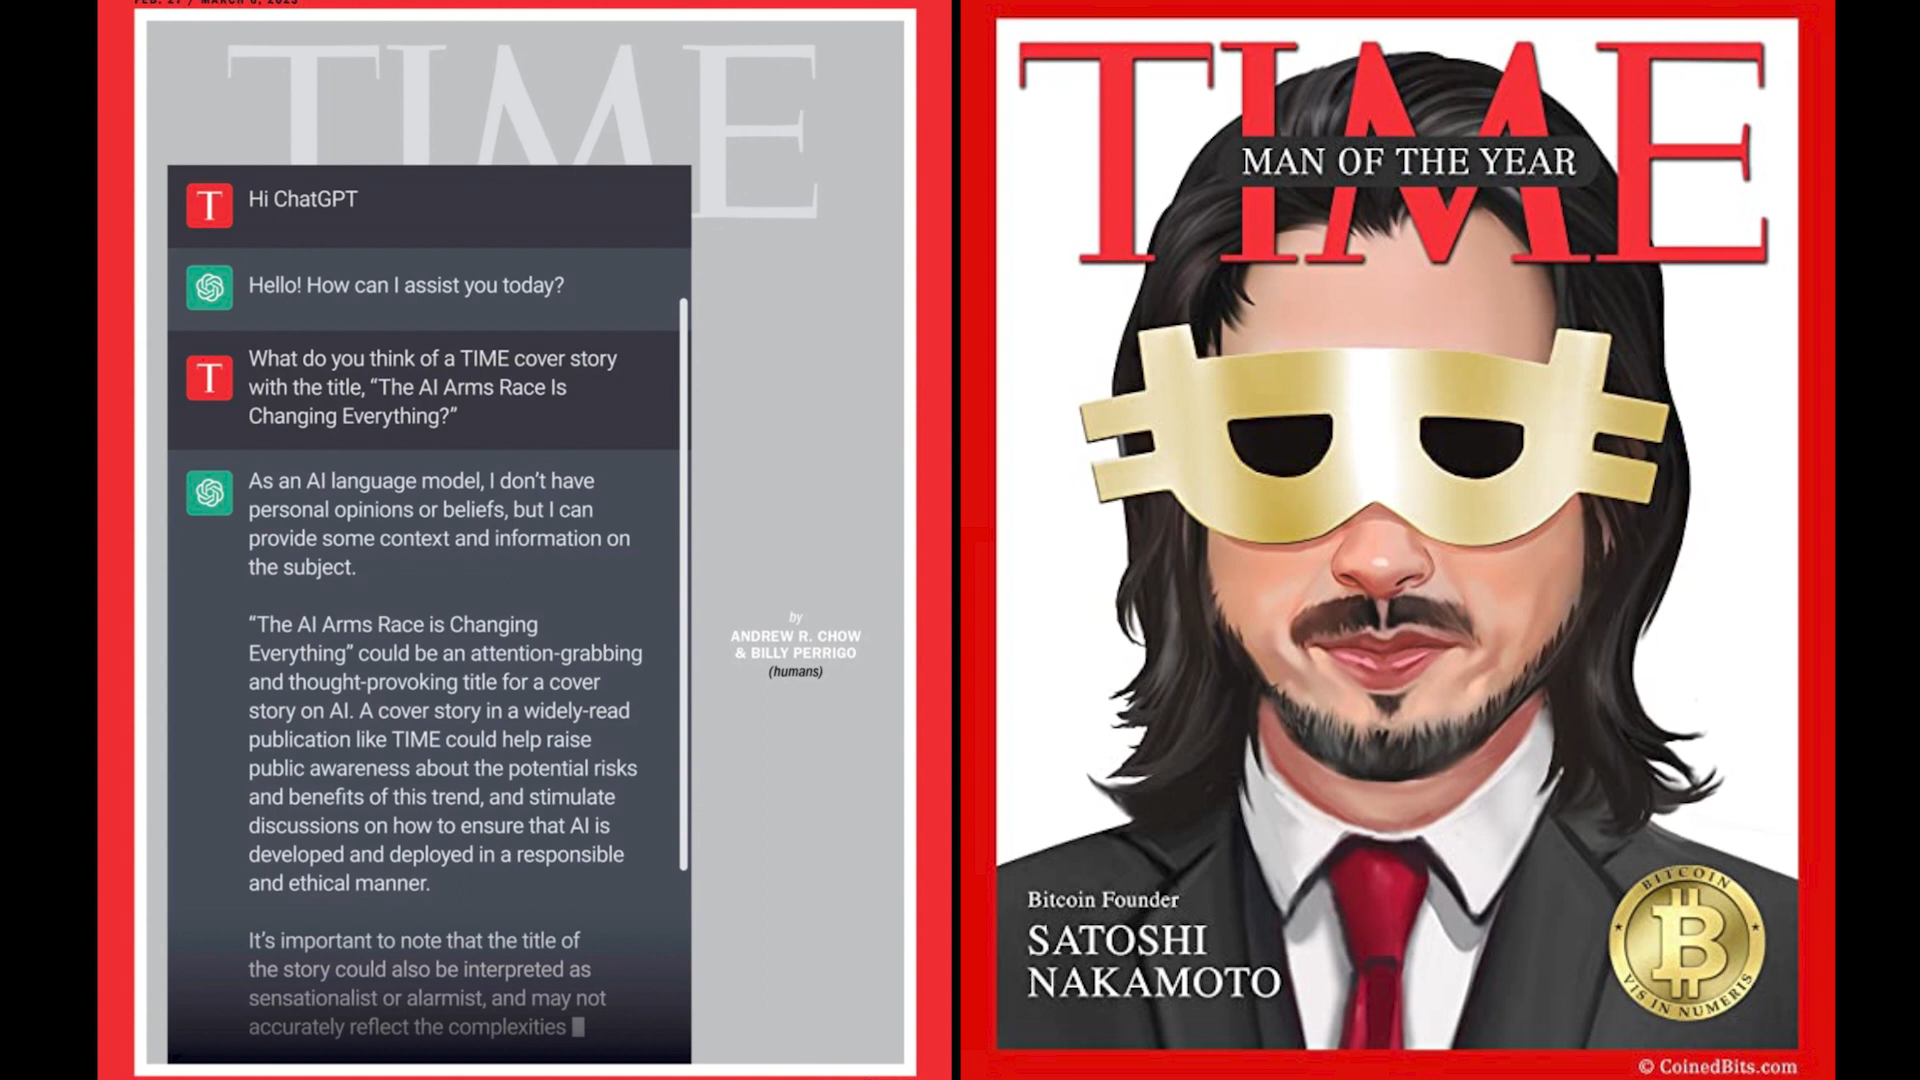 FEB. 27 / MARCH 6, 2023
TIME
T Hi ChatGPT
Hello! How can I assist you today?
T What do you think of a TIME cover story
with the title, “The AI Arms Race Is
Changing Everything?”
As an AI language model, I don’t have
personal opinions or beliefs, but I can
provide some context and information on
the subject.
“The AI Arms Race is Changing
Everything” could be an attention-grabbing
and thought-provoking title for a cover
story on AI. A cover story in a widely-read
publication like TIME could help raise
public awareness about the potential risks
and benefits of this trend, and stimulate
discussions on how to ensure that AI is
developed and deployed in a responsible
and ethical manner.
It’s important to note that the title of
the story could also be interpreted as
sensationalist or alarmist, and may not
accurately reflect the complexities
by
ANDREW R. CHOW
& BILLY PERRIGO
(humans)
TIME
MAN OF THE YEAR
Bitcoin Founder
SATOSHI
NAKAMOTO
BITCOIN
B
VIS IN NUMERIS
© CoinedBits.com